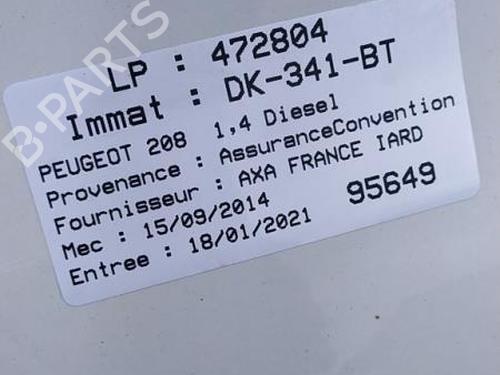 LP : 472804
Immat : DK-341-BT
PEUGEOT 208 1,4 Diesel
Provenance : AssuranceConvention
Fournisseur : AXA FRANCE IARD
Mec : 15/09/2014 95649
Entree : 18/01/2021
B-PARTS